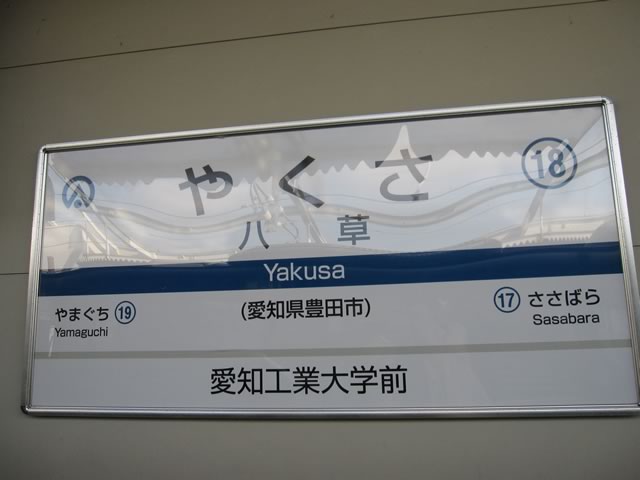 やくさ 18
八草
Yakusa
(愛知県豊田市)
やまぐち 19
Yamaguchi
17 ささばら
Sasabara
愛知工業大学前